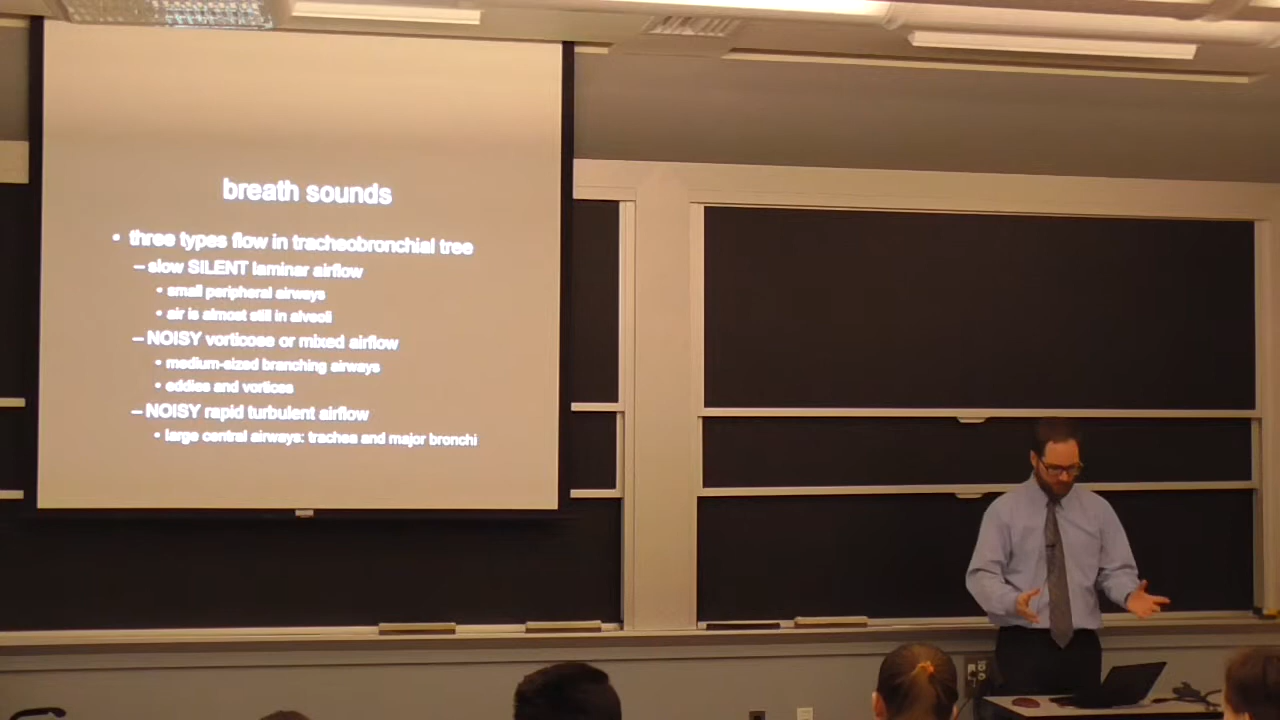 breath sounds
• three types flow in tracheobronchial tree
– slow SILENT laminar airflow
• small peripheral airways
• air is almost still in alveoli
– NOISY vorticose or mixed airflow
• medium-sized branching airways
• eddies and vortices
– NOISY rapid turbulent airflow
• large central airways: trachea and major bronchi